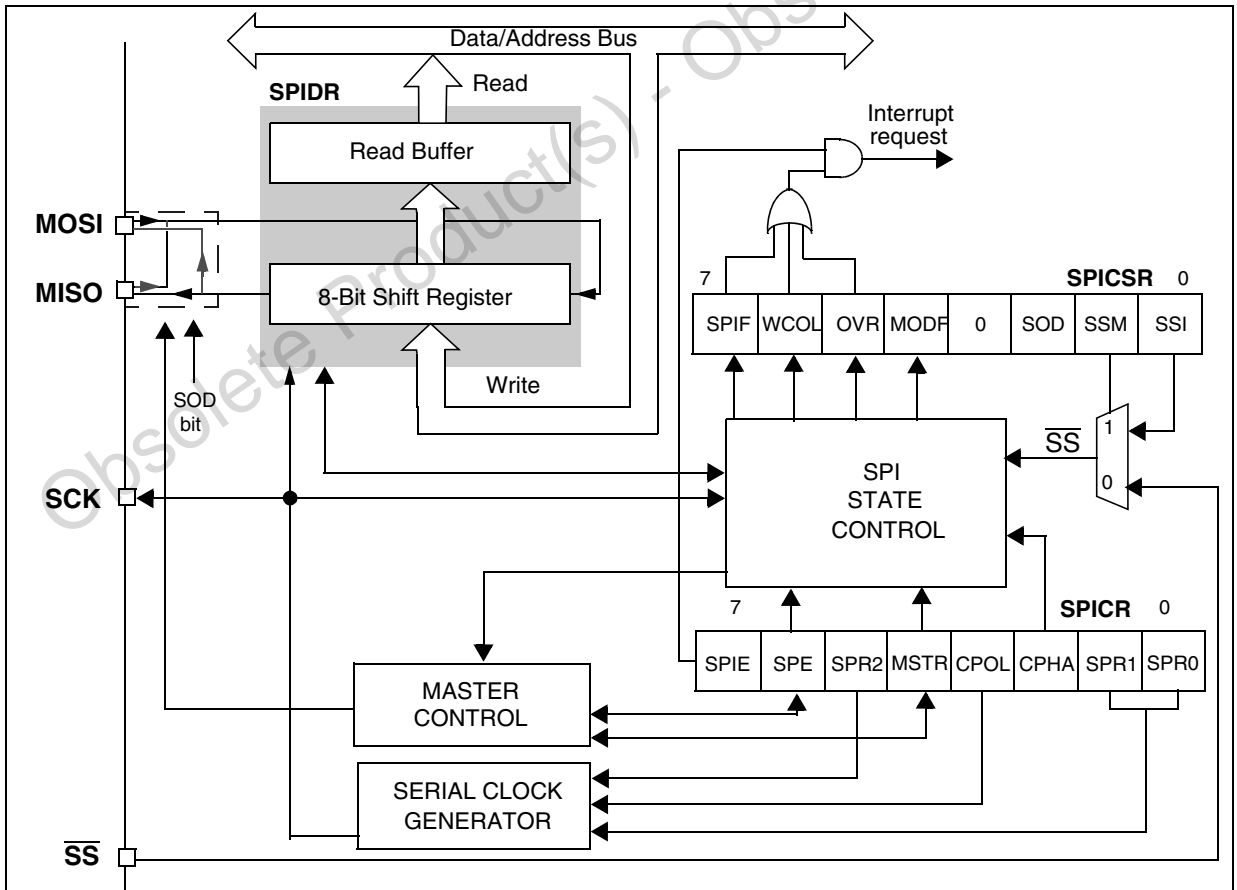 Data/Address Bus
SPIDR
Read
Read Buffer
Interrupt
request
MOSI
MISO
8-Bit Shift Register
Write
SOD
bit
7
SPICSR
0
SPIF WCOL OVR MODF 0 SOD SSM SSI
1
SS
0
SCK
SPI
STATE
CONTROL
7
SPICR
0
SPIE SPE SPR2 MSTR CPOL CPHA SPR1 SPR0
MASTER
CONTROL
SERIAL CLOCK
GENERATOR
SS
Obsolete Product(s) - Obs